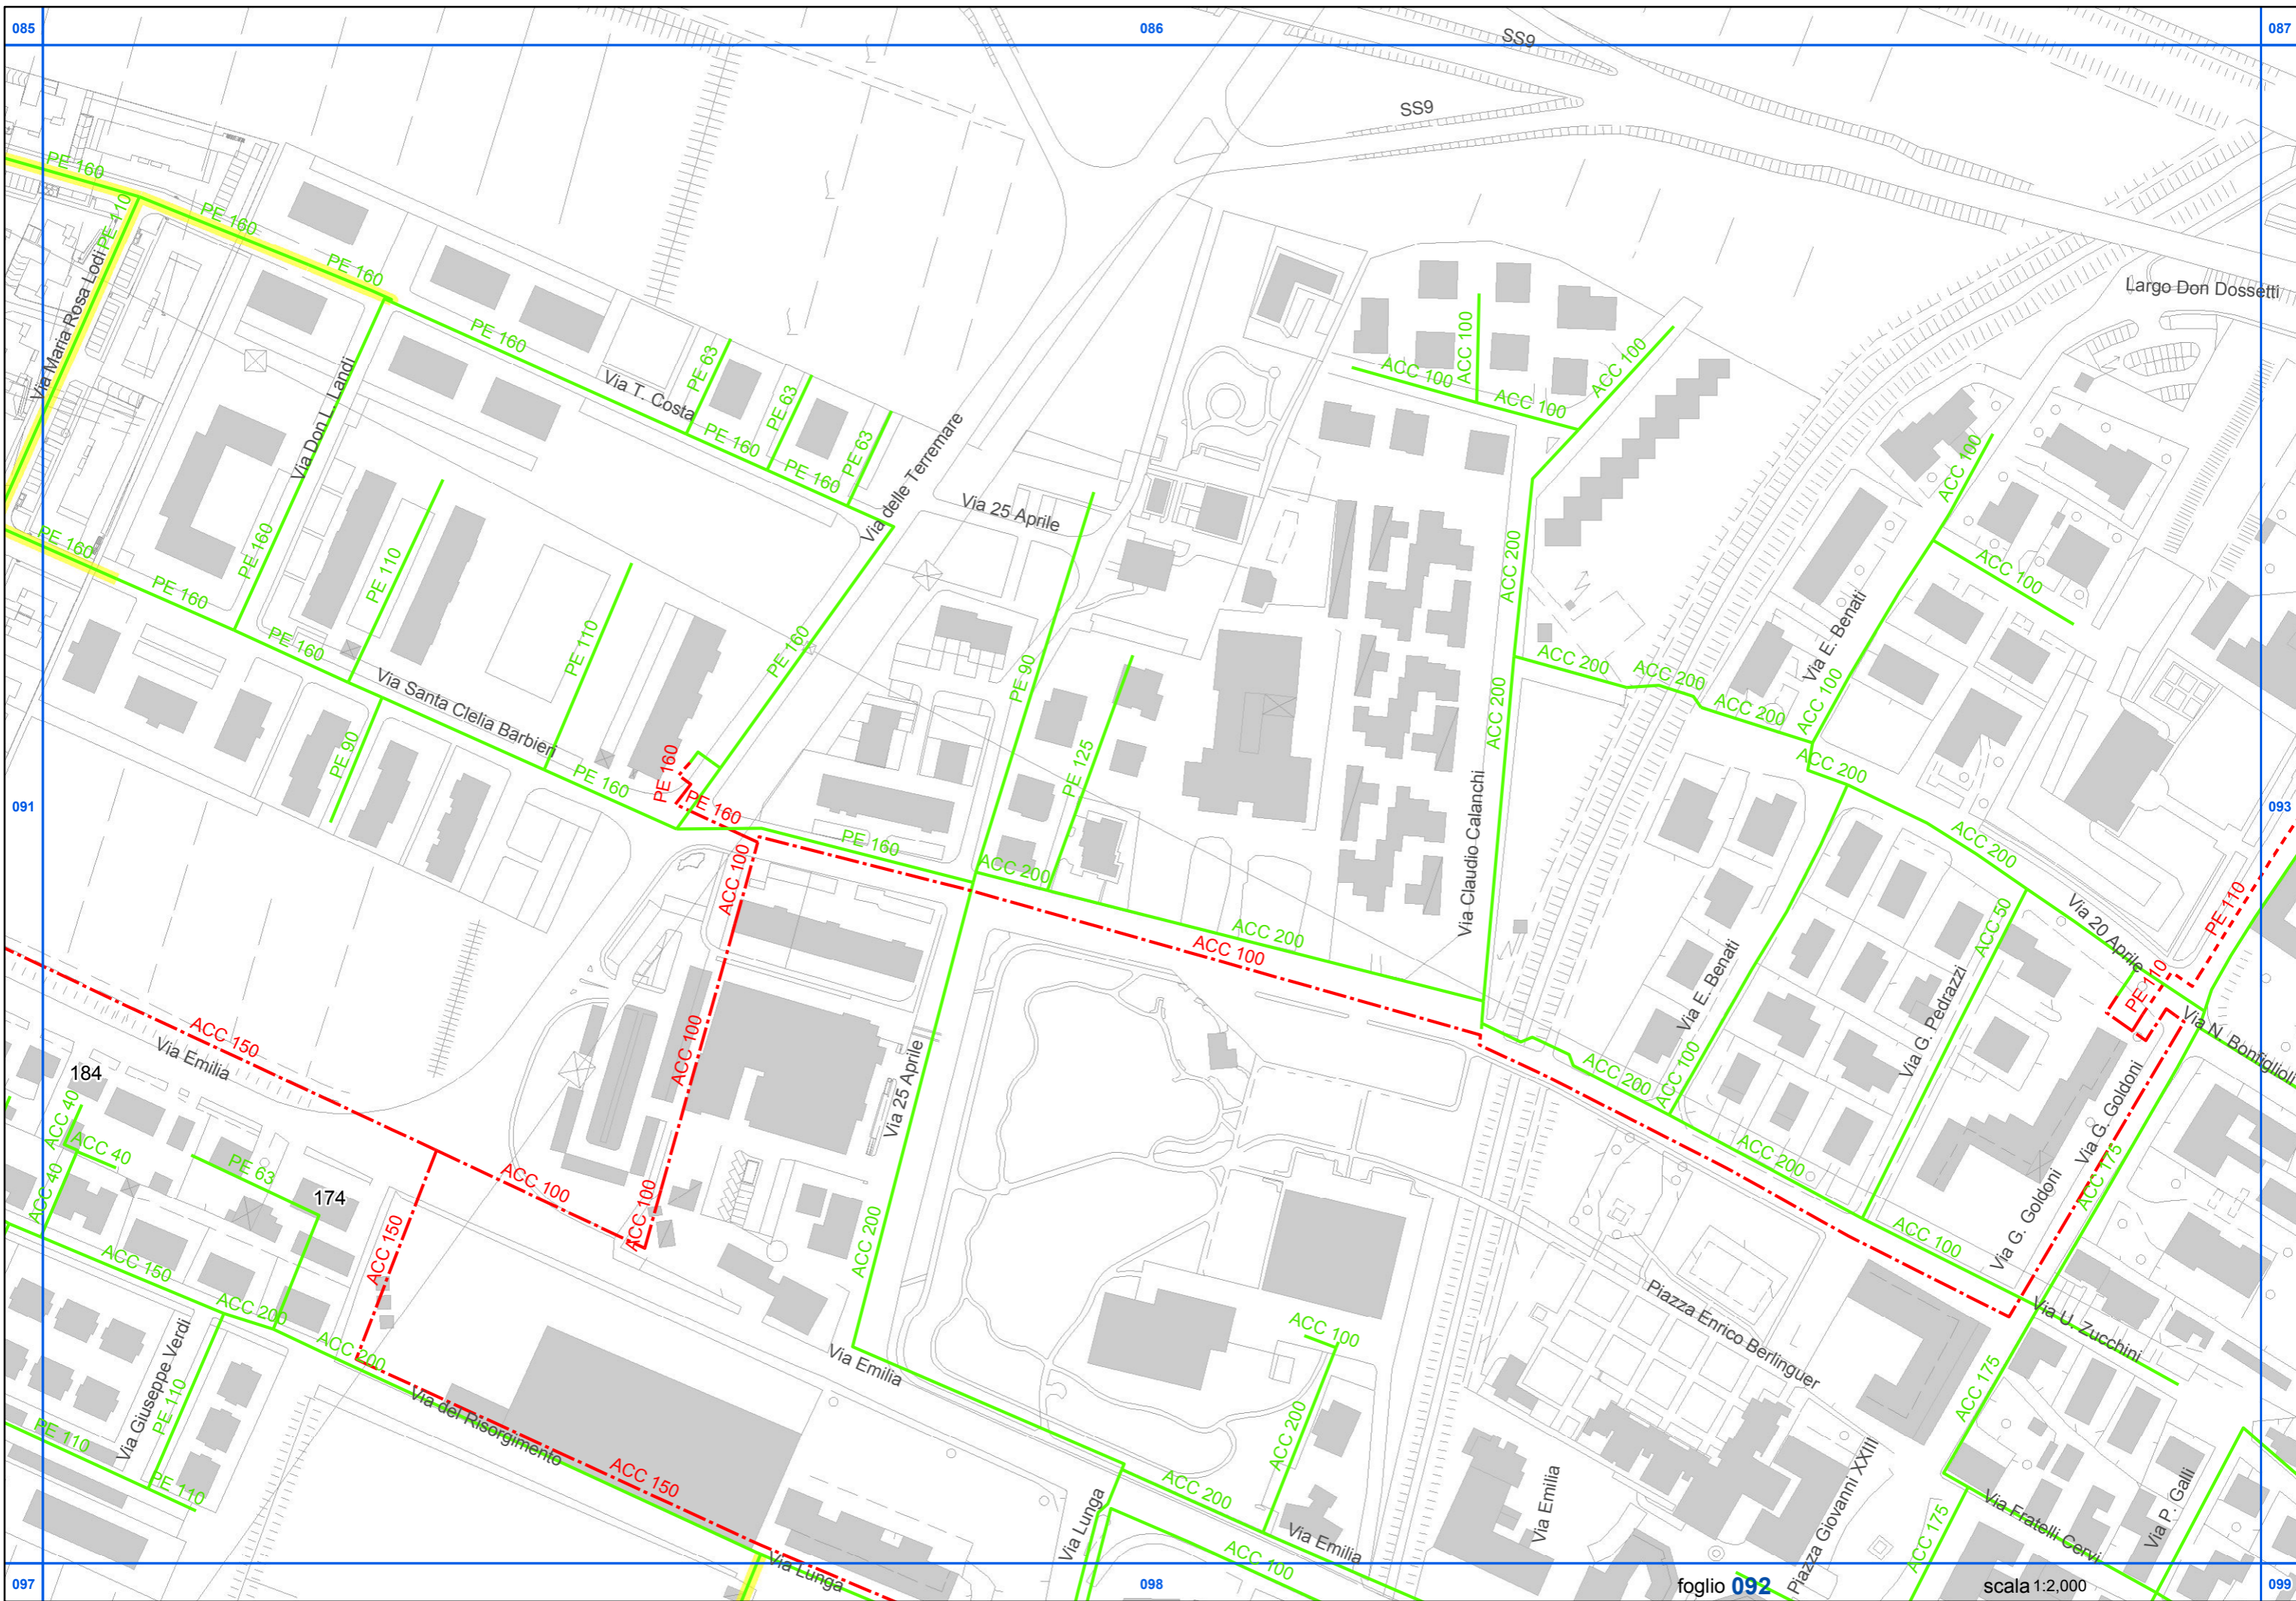 085
086
087
SS9
SS9
PE 160
PE 110
PE 160
PE 160
Via Maria Rosa Lodi
Largo Don Dossetti
PE 160
PE 63
Via T. Costa
PE 63
PE 160
PE 63
PE 160
Via Don L. Landi
Via delle Terremare
Via 25 Aprile
ACC 100
ACC 100
ACC 100
ACC 100
ACC 100
ACC 100
PE 160
PE 160
PE 160
PE 110
PE 160
PE 110
PE 160
PE 90
ACC 200
ACC 200
ACC 200
ACC 200
ACC 200
Via E. Benati
ACC 100
ACC 200
Via Santa Clelia Barbieri
PE 90
PE 160
PE 160
PE 160
PE 125
PE 160
ACC 200
Via Claudio Calanchi
091
093
ACC 200
ACC 100
ACC 200
ACC 100
ACC 50
Via 20 Aprile
PE 110
PE 110
Via N. Bonfiglioli
ACC 150
Via Emilia
184
ACC 100
Via 25 Aprile
Via E. Benati
Via G. Pedrazzi
ACC 200
ACC 100
ACC 200
Via G. Goldoni
ACC 175
Via G. Goldoni
ACC 40
ACC 40
ACC 40
PE 63
174
ACC 100
ACC 100
ACC 150
ACC 200
ACC 100
ACC 150
ACC 200
ACC 200
Via Giuseppe Verdi
PE 110
PE 110
PE 110
Via del Risorgimento
ACC 150
Via Emilia
ACC 100
ACC 200
ACC 200
Piazza Enrico Berlinguer
Via U. Zucchini
ACC 175
Via Lunga
Via Lunga
Via Emilia
Via Emilia
ACC 100
Piazza Giovanni XXIII
ACC 175
Via Fratelli Cervi
Via P. Galli
097
098
foglio 092
scala 1:2,000
099